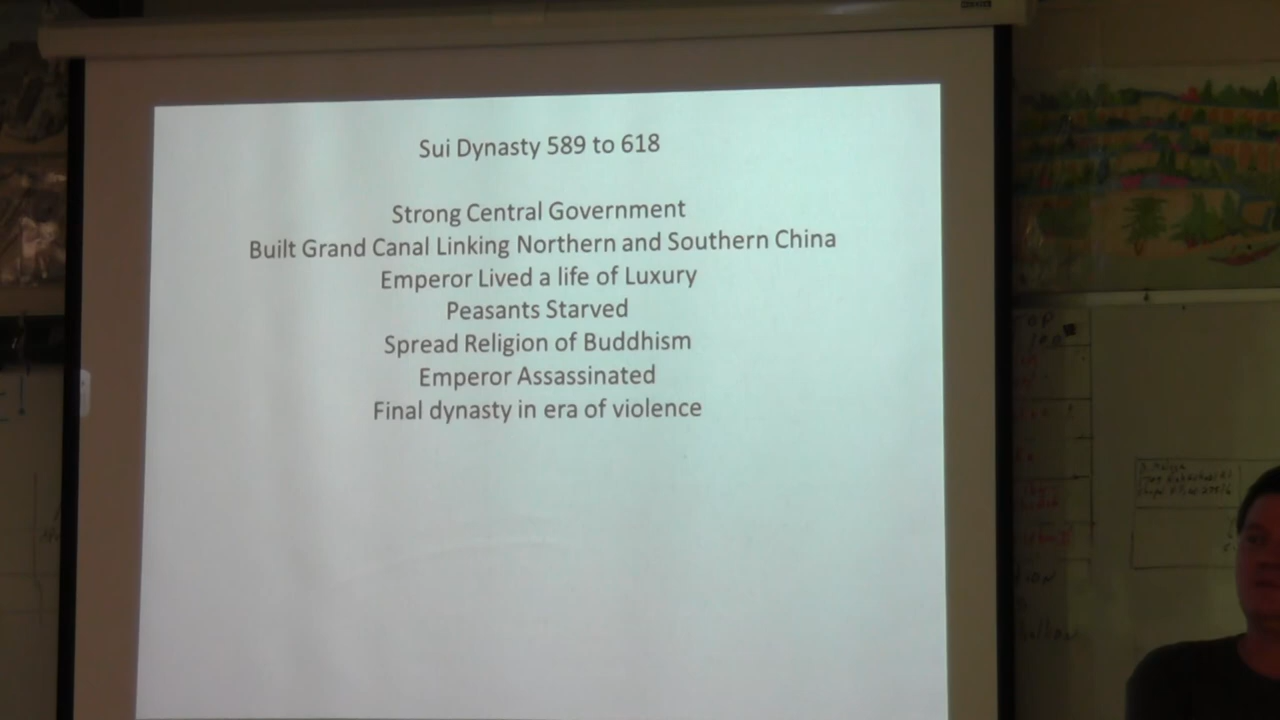 Sui Dynasty 589 to 618
Strong Central Government
Built Grand Canal Linking Northern and Southern China
Emperor Lived a life of Luxury
Peasants Starved
Spread Religion of Buddhism
Emperor Assassinated
Final dynasty in era of violence